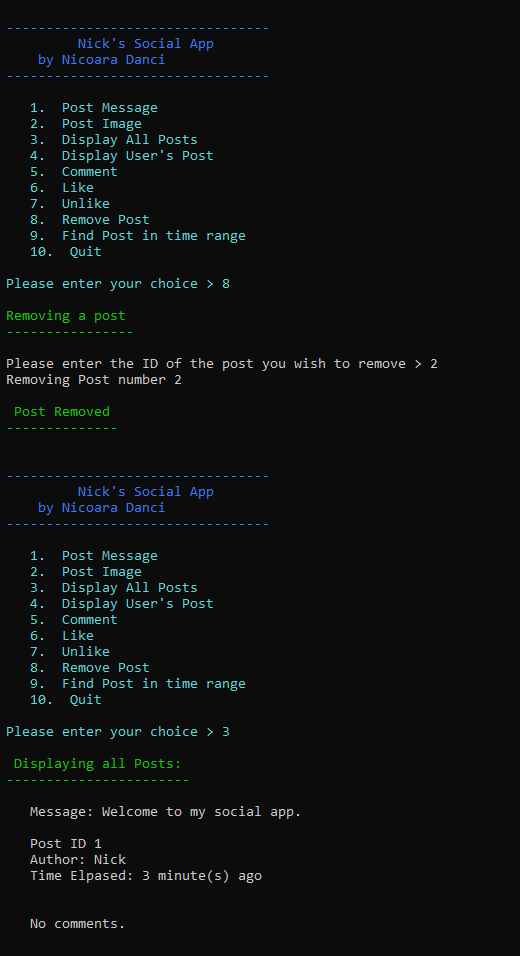 ---------------------------------
Nick's Social App
by Nicoara Danci
---------------------------------
1. Post Message
2. Post Image
3. Display All Posts
4. Display User's Post
5. Comment
6. Like
7. Unlike
8. Remove Post
9. Find Post in time range
10. Quit
Please enter your choice > 8
Removing a post
----------------
Please enter the ID of the post you wish to remove > 2
Removing Post number 2
Post Removed
--------------
---------------------------------
Nick's Social App
by Nicoara Danci
---------------------------------
1. Post Message
2. Post Image
3. Display All Posts
4. Display User's Post
5. Comment
6. Like
7. Unlike
8. Remove Post
9. Find Post in time range
10. Quit
Please enter your choice > 3
Displaying all Posts:
-----------------------
Message: Welcome to my social app.
Post ID 1
Author: Nick
Time Elpased: 3 minute(s) ago
No comments.